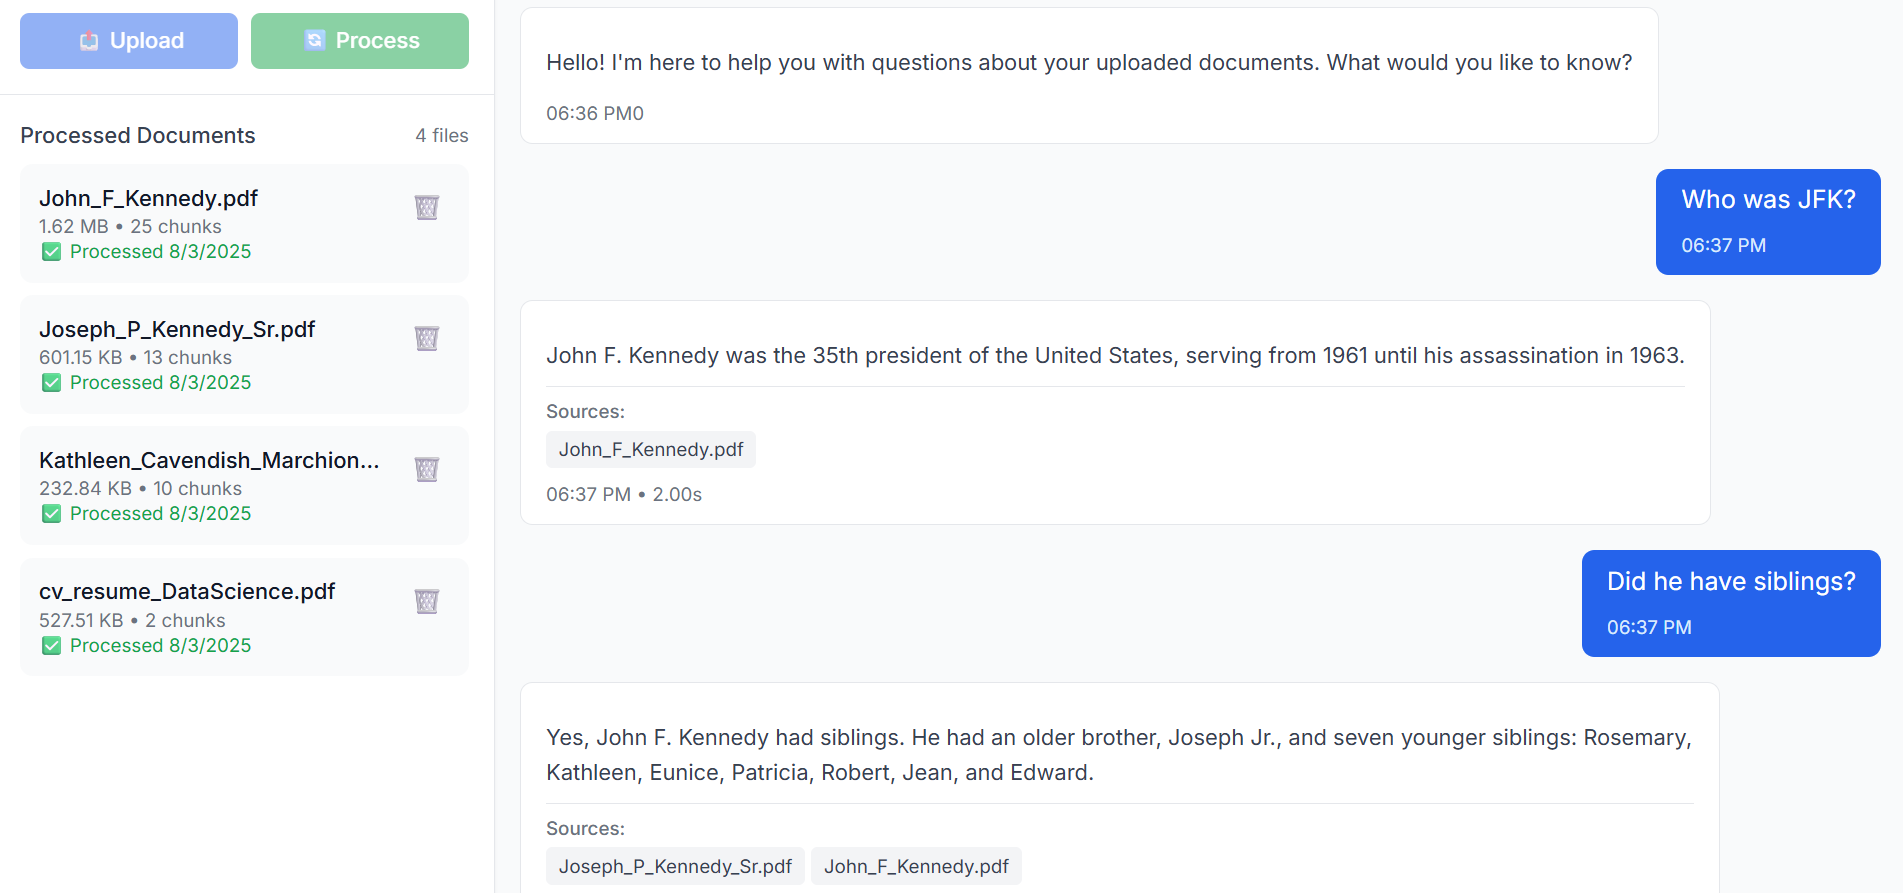 Upload
Process
Processed Documents
4 files
John_F_Kennedy.pdf
1.62 MB • 25 chunks
Processed 8/3/2025
Joseph_P_Kennedy_Sr.pdf
601.15 KB • 13 chunks
Processed 8/3/2025
Kathleen_Cavendish_Marchion...
232.84 KB • 10 chunks
Processed 8/3/2025
cv_resume_DataScience.pdf
527.51 KB • 2 chunks
Processed 8/3/2025
Hello! I'm here to help you with questions about your uploaded documents. What would you like to know?
06:36 PM0
Who was JFK?
06:37 PM
John F. Kennedy was the 35th president of the United States, serving from 1961 until his assassination in 1963.
Sources:
John_F_Kennedy.pdf
06:37 PM • 2.00s
Did he have siblings?
06:37 PM
Yes, John F. Kennedy had siblings. He had an older brother, Joseph Jr., and seven younger siblings: Rosemary,
Kathleen, Eunice, Patricia, Robert, Jean, and Edward.
Sources:
Joseph_P_Kennedy_Sr.pdf
John_F_Kennedy.pdf